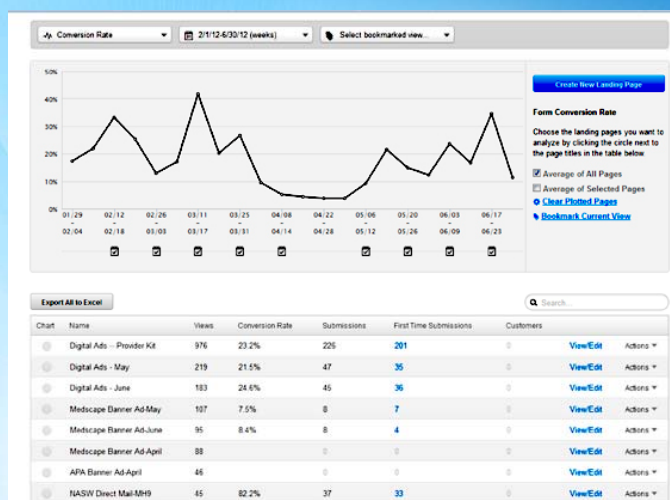 Conversion Rate 2/1/12-6/30/12 (weeks) Select bookmarked view...
50%
40%
30%
20%
10%
0%
01/29 02/12 02/26 03/11 03/25 04/08 04/22 05/06 05/20 06/03 06/17
- - - - - - - - - - -
02/04 02/18 03/03 03/17 03/31 04/14 04/28 05/12 05/26 06/09 06/23
Create New Landing Page
Form Conversion Rate
Choose the landing pages you want to
analyze by clicking the circle next to
the page titles in the table below.
Average of All Pages
Average of Selected Pages
Clear Plotted Pages
Bookmark Current View
Export All to Excel Search...
Chart Name Views Conversion Rate Submissions First Time Submissions Customers
Digital Ads -- Provider Kit 976 23.2% 226 201 0 View/Edit Actions
Digital Ads - May 219 21.5% 47 35 0 View/Edit Actions
Digital Ads - June 183 24.6% 45 36 0 View/Edit Actions
Medscape Banner Ad-May 107 7.5% 8 7 0 View/Edit Actions
Medscape Banner Ad-June 95 8.4% 8 4 0 View/Edit Actions
Medscape Banner Ad-April 88 0 0 0 View/Edit Actions
APA Banner Ad-April 46 0 0 0 View/Edit Actions
NASW Direct Mail-MH9 45 82.2% 37 33 0 View/Edit Actions